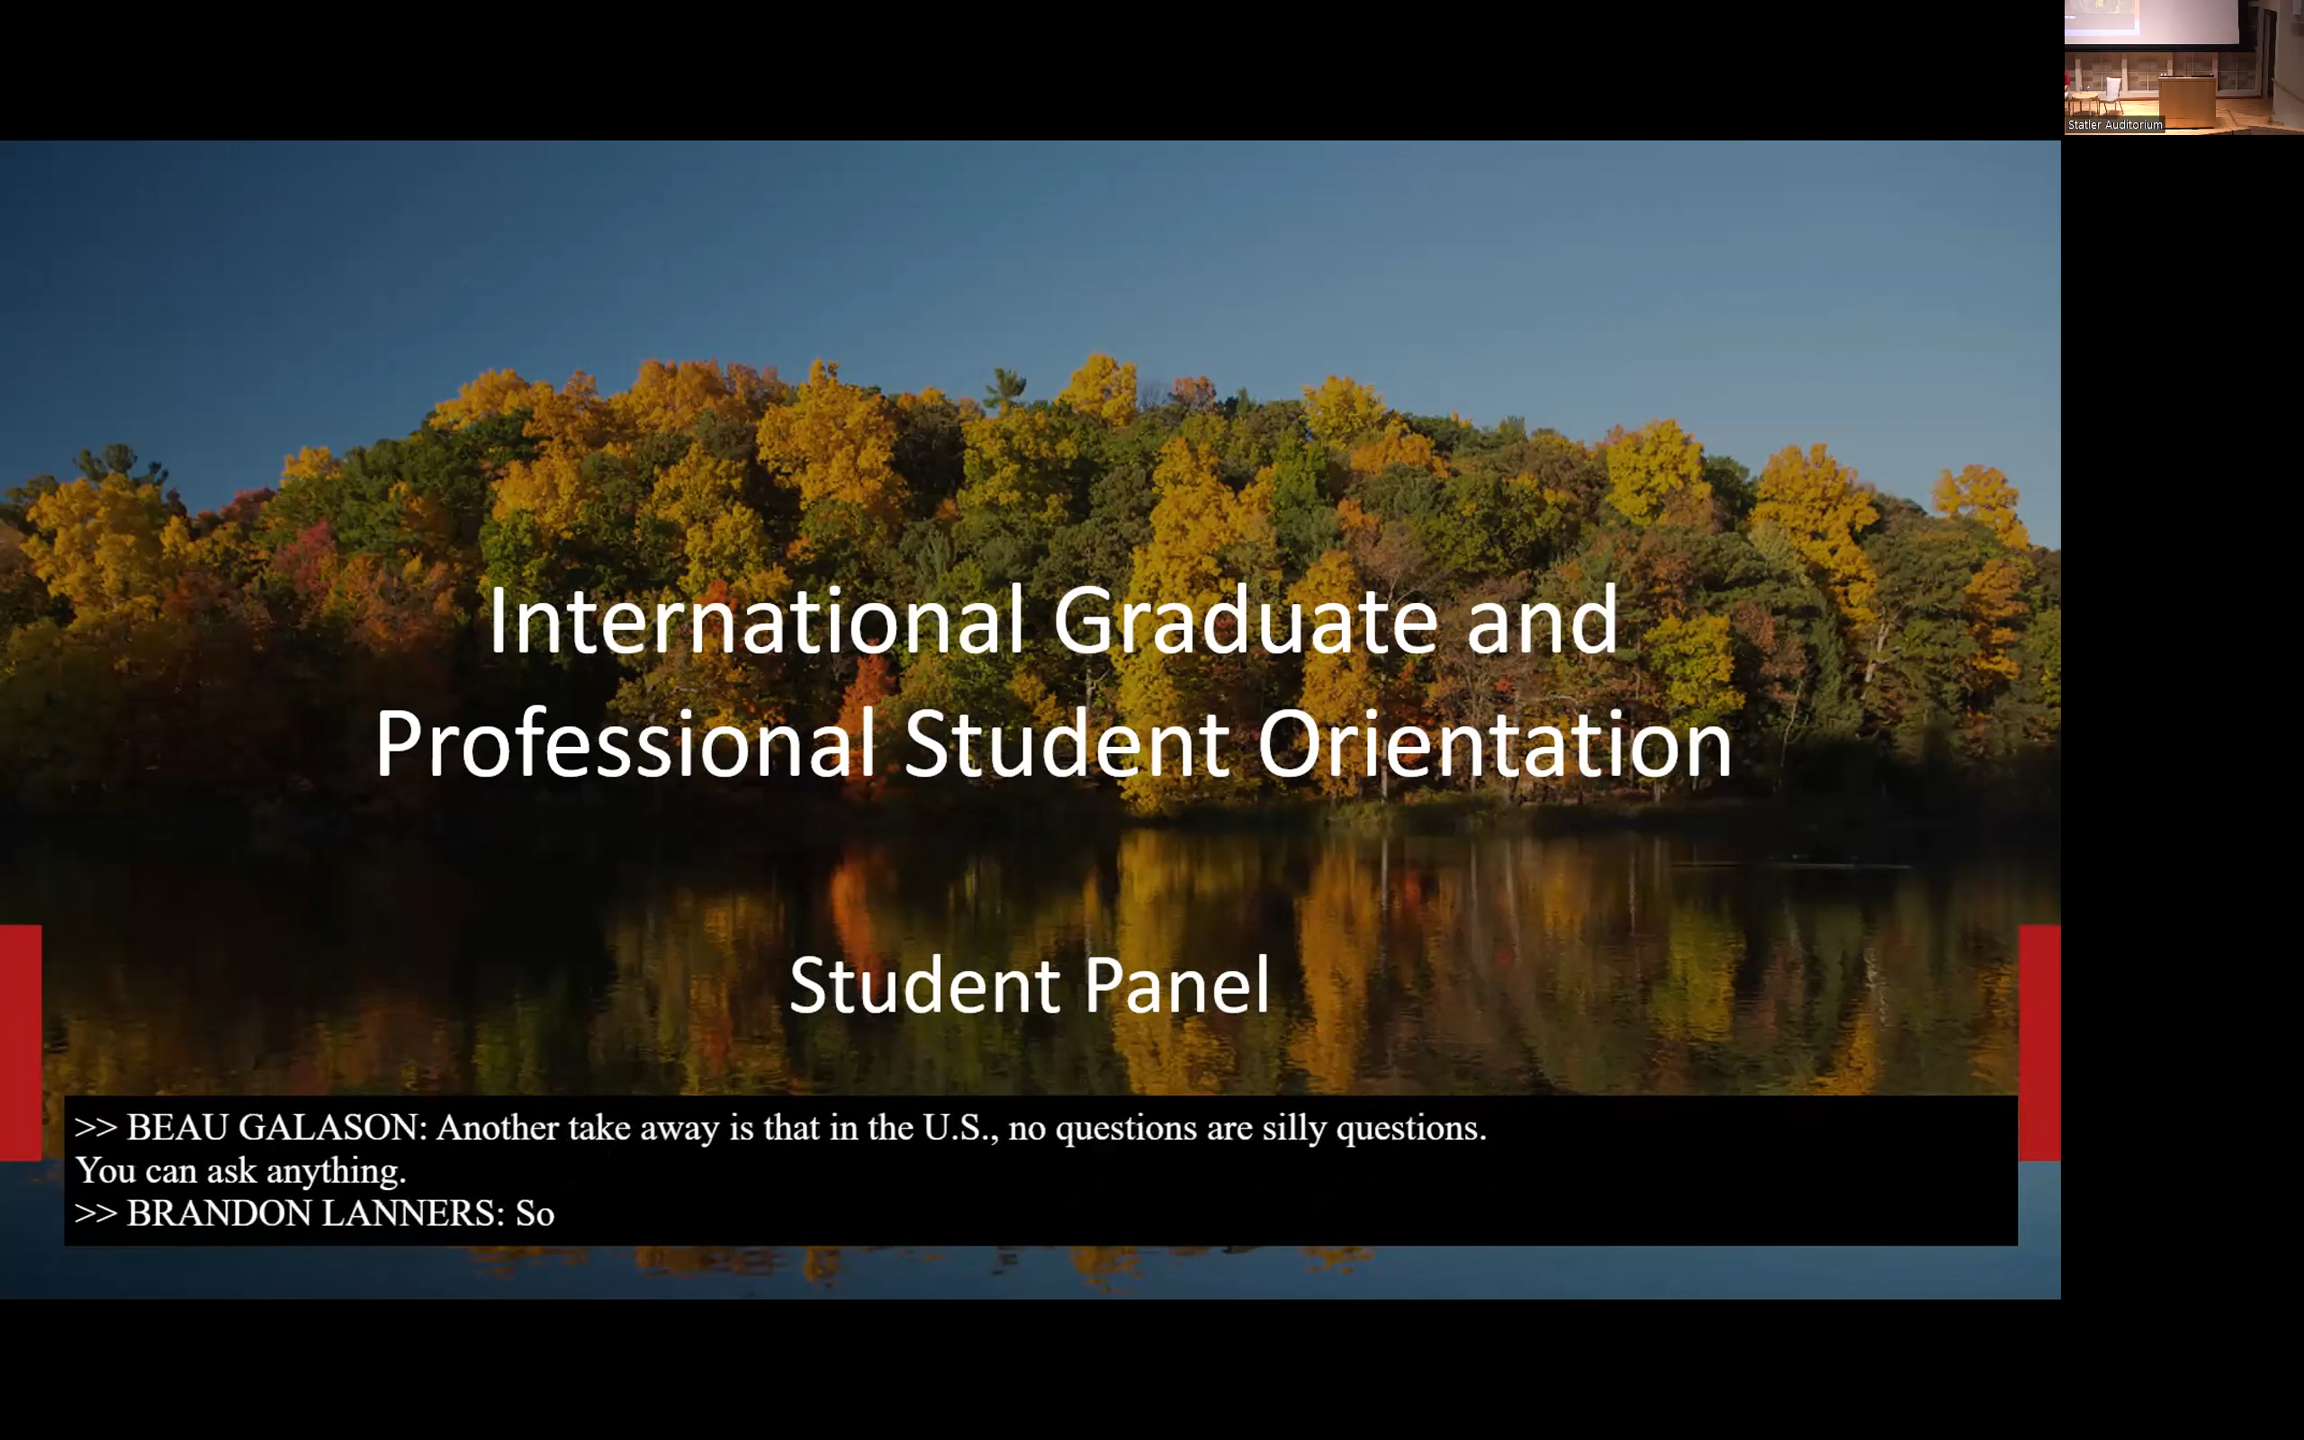 Statler Auditorium
International Graduate and
Professional Student Orientation
Student Panel
>> BEAU GALASON: Another take away is that in the U.S., no questions are silly questions.
You can ask anything.
>> BRANDON LANNERS: So